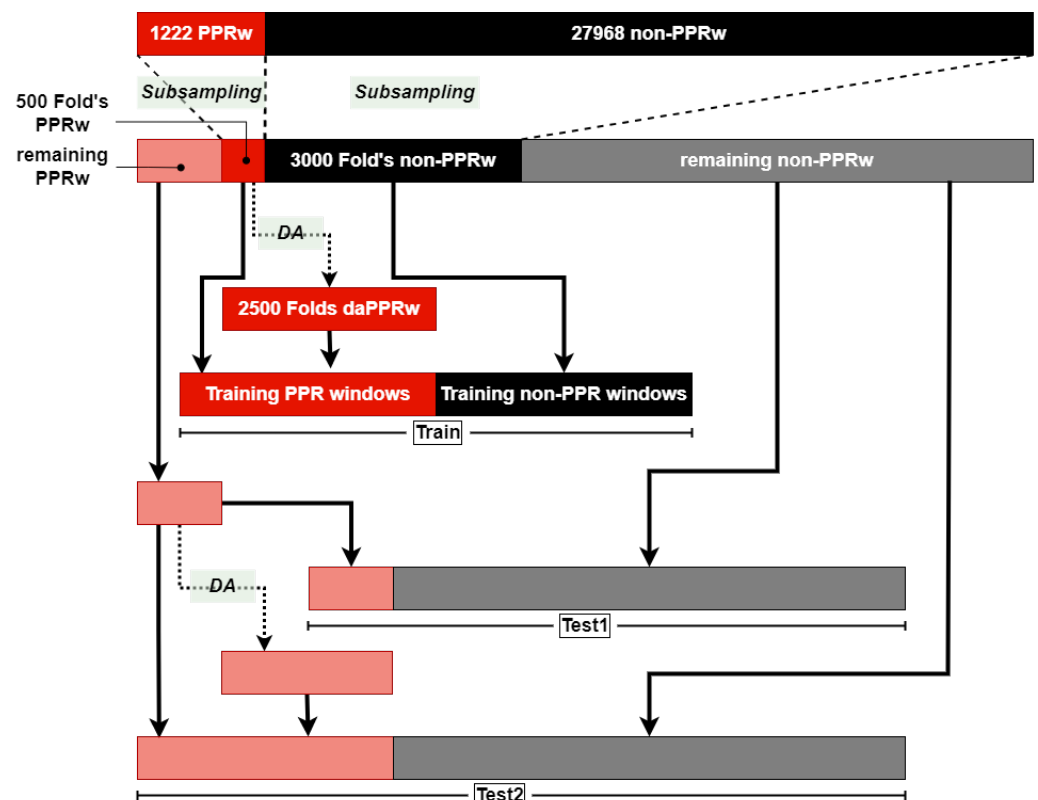 1222 PPRw
27968 non-PPRw
Subsampling
Subsampling
500 Fold's
PPRw
remaining
PPRw
3000 Fold's non-PPRw
remaining non-PPRw
DA
2500 Folds daPPRw
Training PPR windows
Training non-PPR windows
Train
DA
Test1
Test2